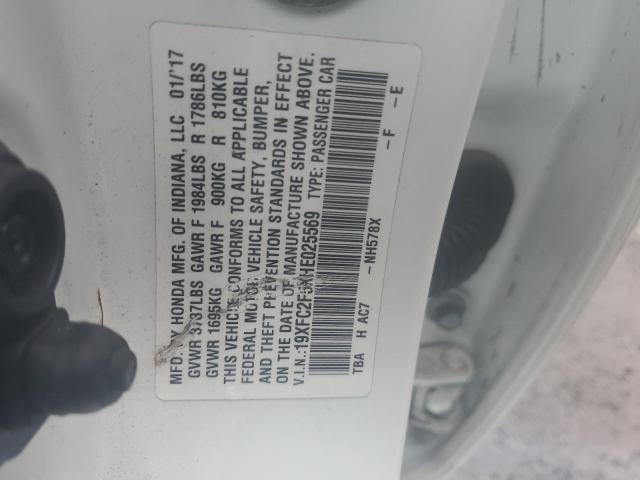 MFD. BY HONDA MFG. OF INDIANA, LLC 01/'17
GVWR 3737LBS GAWR F 1984LBS R 1786LBS
GVWR 1695KG GAWR F 900KG R 810KG
THIS VEHICLE CONFORMS TO ALL APPLICABLE
FEDERAL MOTOR VEHICLE SAFETY, BUMPER,
AND THEFT PREVENTION STANDARDS IN EFFECT
ON THE DATE OF MANUFACTURE SHOWN ABOVE.
V.I.N.: TYPE: PASSENGER CAR
TBA H AC7 -NH578X -F -E